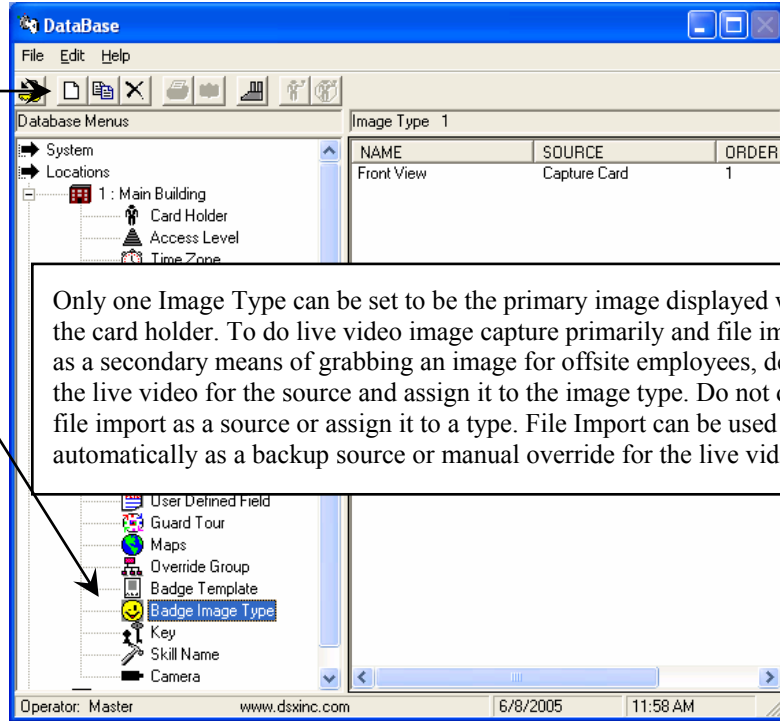 DataBase
File Edit Help
Database Menus
Image Type 1
System
Locations
1 : Main Building
Card Holder
Access Level
Time Zone
NAME SOURCE ORDER
Front View Capture Card 1
Only one Image Type can be set to be the primary image displayed
the card holder. To do live video image capture primarily and file
as a secondary means of grabbing an image for offsite employees,
the live video for the source and assign it to the image type. Do not
file import as a source or assign it to a type. File Import can be used
automatically as a backup source or manual override for the live
User Defined Field
Guard Tour
Maps
Override Group
Badge Template
Badge Image Type
Key
Skill Name
Camera
Operator: Master www.dsxinc.com 6/8/2005 11:58 AM